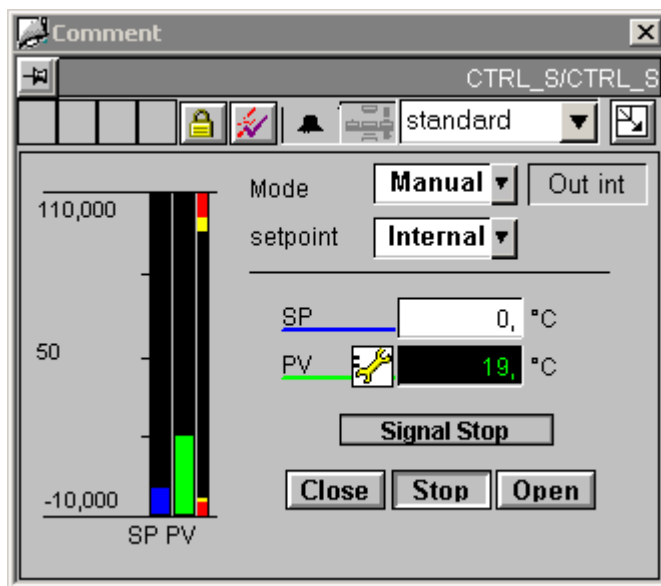 Comment
CTRL_S/CTRL_S
standard
Mode Manual Out int
110,000
setpoint Internal
SP 0, °C
50
PV 19, °C
Signal Stop
-10,000
Close Stop Open
SP PV